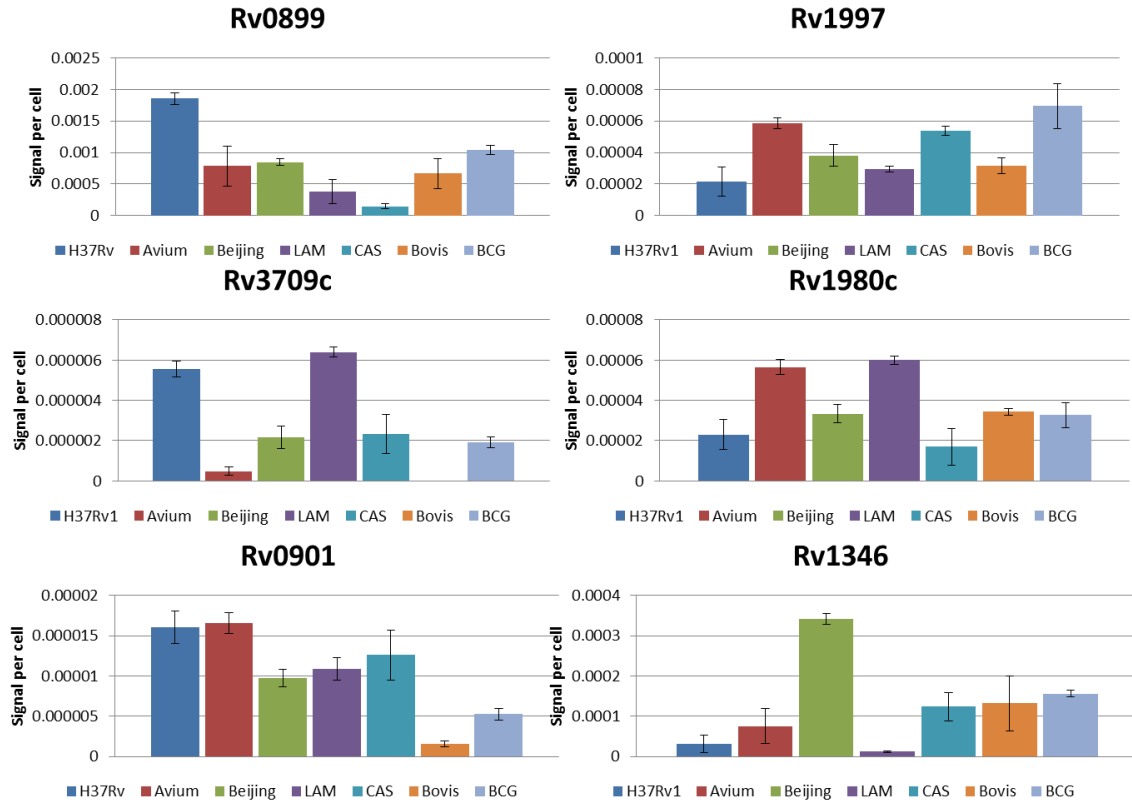 Rv0899
Signal per cell
0.0025
0.002
0.0015
0.001
0.0005
0
H37Rv Avium Beijing LAM CAS Bovis BCG
Rv1997
Signal per cell
0.0001
0.00008
0.00006
0.00004
0.00002
0
H37Rv1 Avium Beijing LAM CAS Bovis BCG
Rv3709c
Signal per cell
0.000008
0.000006
0.000004
0.000002
0
H37Rv1 Avium Beijing LAM CAS Bovis BCG
Rv1980c
Signal per cell
0.00008
0.00006
0.00004
0.00002
0
H37Rv1 Avium Beijing LAM CAS Bovis BCG
Rv0901
Signal per cell
0.00002
0.000015
0.00001
0.000005
0
H37Rv Avium Beijing LAM CAS Bovis BCG
Rv1346
Signal per cell
0.0004
0.0003
0.0002
0.0001
0
H37Rv1 Avium Beijing LAM CAS Bovis BCG